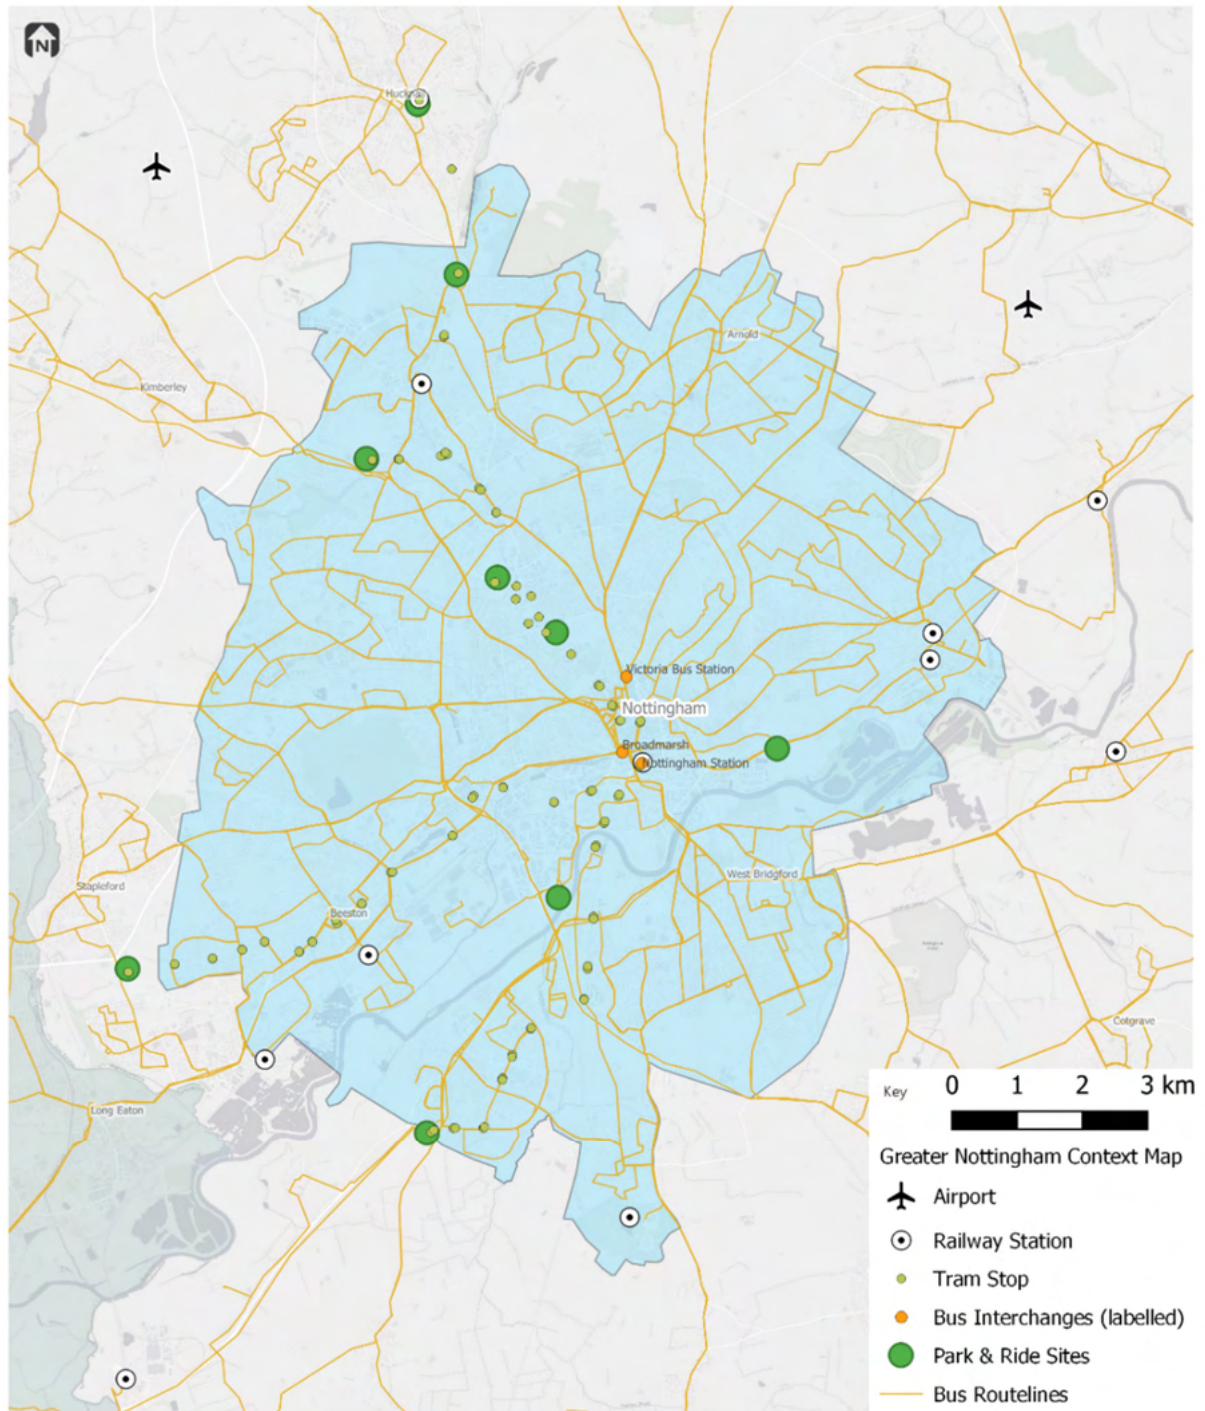 N
Hucknall
Arnold
Kimberley
Victoria Bus Station
Nottingham
Broadmarsh
Nottingham Station
West Bridgford
Stapleford
Beeston
Cotgrave
Long Eaton
Key
0 1 2 3 km
Greater Nottingham Context Map
Airport
Railway Station
Tram Stop
Bus Interchanges (labelled)
Park & Ride Sites
Bus Routelines